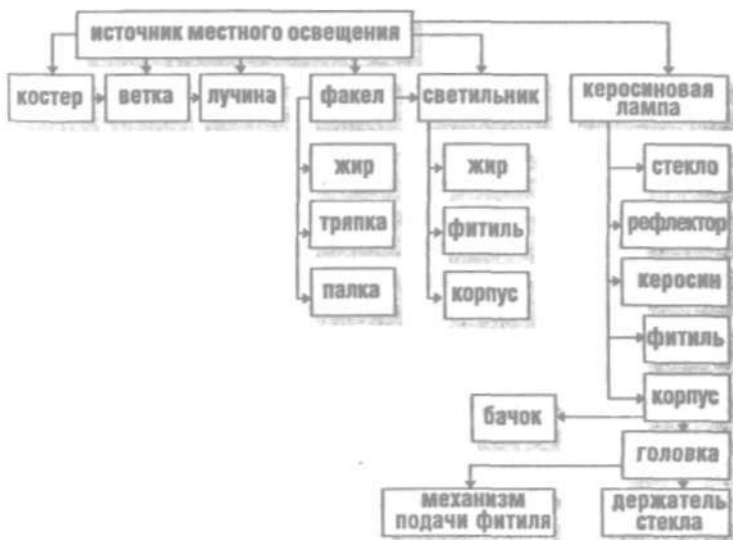 источник местного освещения
костер
ветка
лучина
факел
светильник
керосиновая
лампа
жир
жир
стекло
тряпка
фитиль
рефлектор
палка
корпус
керосин
фитиль
корпус
бачок
головка
механизм
подачи фитиля
держатель
стекла